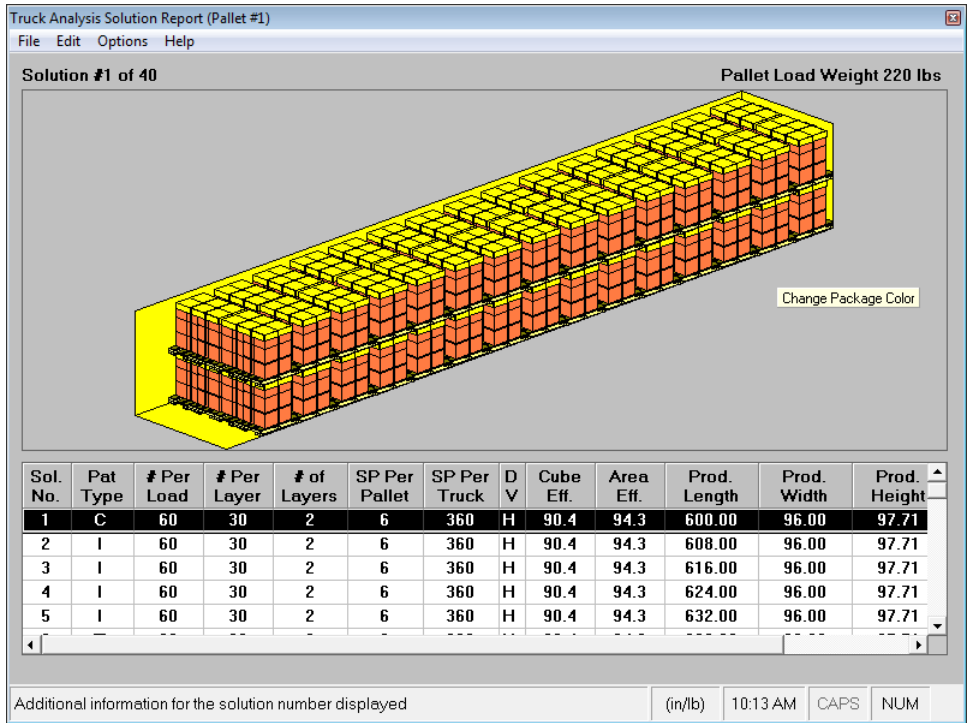 Truck Analysis Solution Report (Pallet #1)
File Edit Options Help
Solution #1 of 40 Pallet Load Weight 220 lbs
Change Package Color
Sol. No. Pat Type # Per Load # Per Layer # of Layers SP Per Pallet SP Per Truck D V Cube Eff. Area Eff. Prod. Length Prod. Width Prod. Height
1 C 60 30 2 6 360 H 90.4 94.3 600.00 96.00 97.71
2 I 60 30 2 6 360 H 90.4 94.3 608.00 96.00 97.71
3 I 60 30 2 6 360 H 90.4 94.3 616.00 96.00 97.71
4 I 60 30 2 6 360 H 90.4 94.3 624.00 96.00 97.71
5 I 60 30 2 6 360 H 90.4 94.3 632.00 96.00 97.71
Additional information for the solution number displayed (in/lb) 10:13 AM CAPS NUM